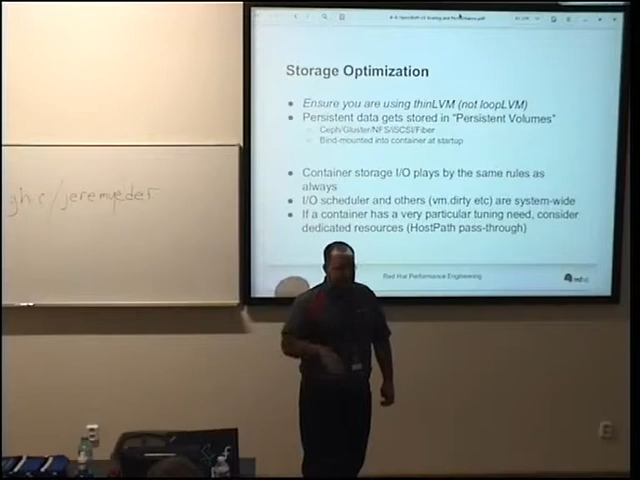 Storage Optimization
Ensure you are using thinLVM (not loopLVM)
Persistent data gets stored in "Persistent Volumes"
Ceph/Gluster/NFS/iSCSI/Fiber
Bind-mounted into container at startup
Container storage I/O plays by the same rules as
always
I/O scheduler and others (vm.dirty etc) are system-wide
If a container has a very particular tuning need, consider
dedicated resources (HostPath pass-through)
Red Hat Performance Engineering
gh.c/jeremyeder